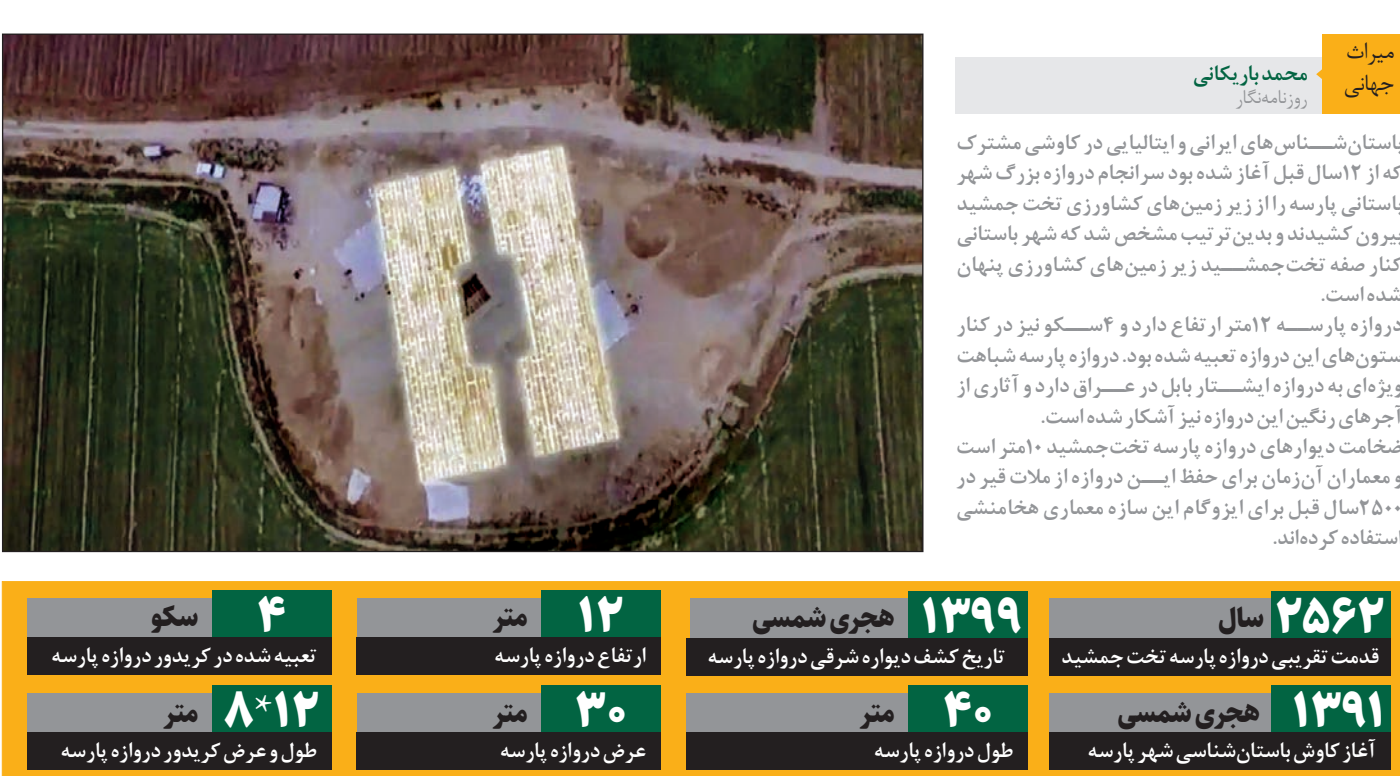 میراث
جهانی
محمد باریکانی
روزنامه‌نگار
باستان‌شناس‌های ایرانی و ایتالیایی در کاوشی مشترک
که از ۱۲سال قبل آغاز شده بود سرانجام دروازه بزرگ شهر
باستانی پارسه را از زیر زمین‌های کشاورزی تخت جمشید
بیرون کشیدند و بدین‌ترتیب مشخص شد که شهر باستانی
کنار صفه تخت‌جمشید زیر زمین‌های کشاورزی پنهان
شده است.
دروازه پارسه ۱۲متر ارتفاع دارد و ۴سکو نیز در کنار
ستون‌های این دروازه تعبیه شده بود. دروازه پارسه شباهت
ویژه‌ای به دروازه ایشتار بابل در عراق دارد و آثاری از
آجرهای رنگین این دروازه نیز آشکار شده است.
ضخامت دیوارهای دروازه پارسه تخت‌جمشید ۱۰متر است
و معماران آن‌زمان برای حفظ این دروازه از ملات قیر در
۲۵۰۰سال قبل برای ایزوگام این سازه معماری هخامنشی
استفاده کرده‌اند.
۲۵۶۲ سال
قدمت تقریبی دروازه پارسه تخت جمشید
۱۳۹۹ هجری شمسی
تاریخ کشف دیواره شرقی دروازه پارسه
۱۲ متر
ارتفاع دروازه پارسه
۴ سکو
تعبیه شده در کریدور دروازه پارسه
۱۳۹۱ هجری شمسی
آغاز کاوش باستان‌شناسی شهر پارسه
۴۰ متر
طول دروازه پارسه
۳۰ متر
عرض دروازه پارسه
۸*۱۲ متر
طول و عرض کریدور دروازه پارسه